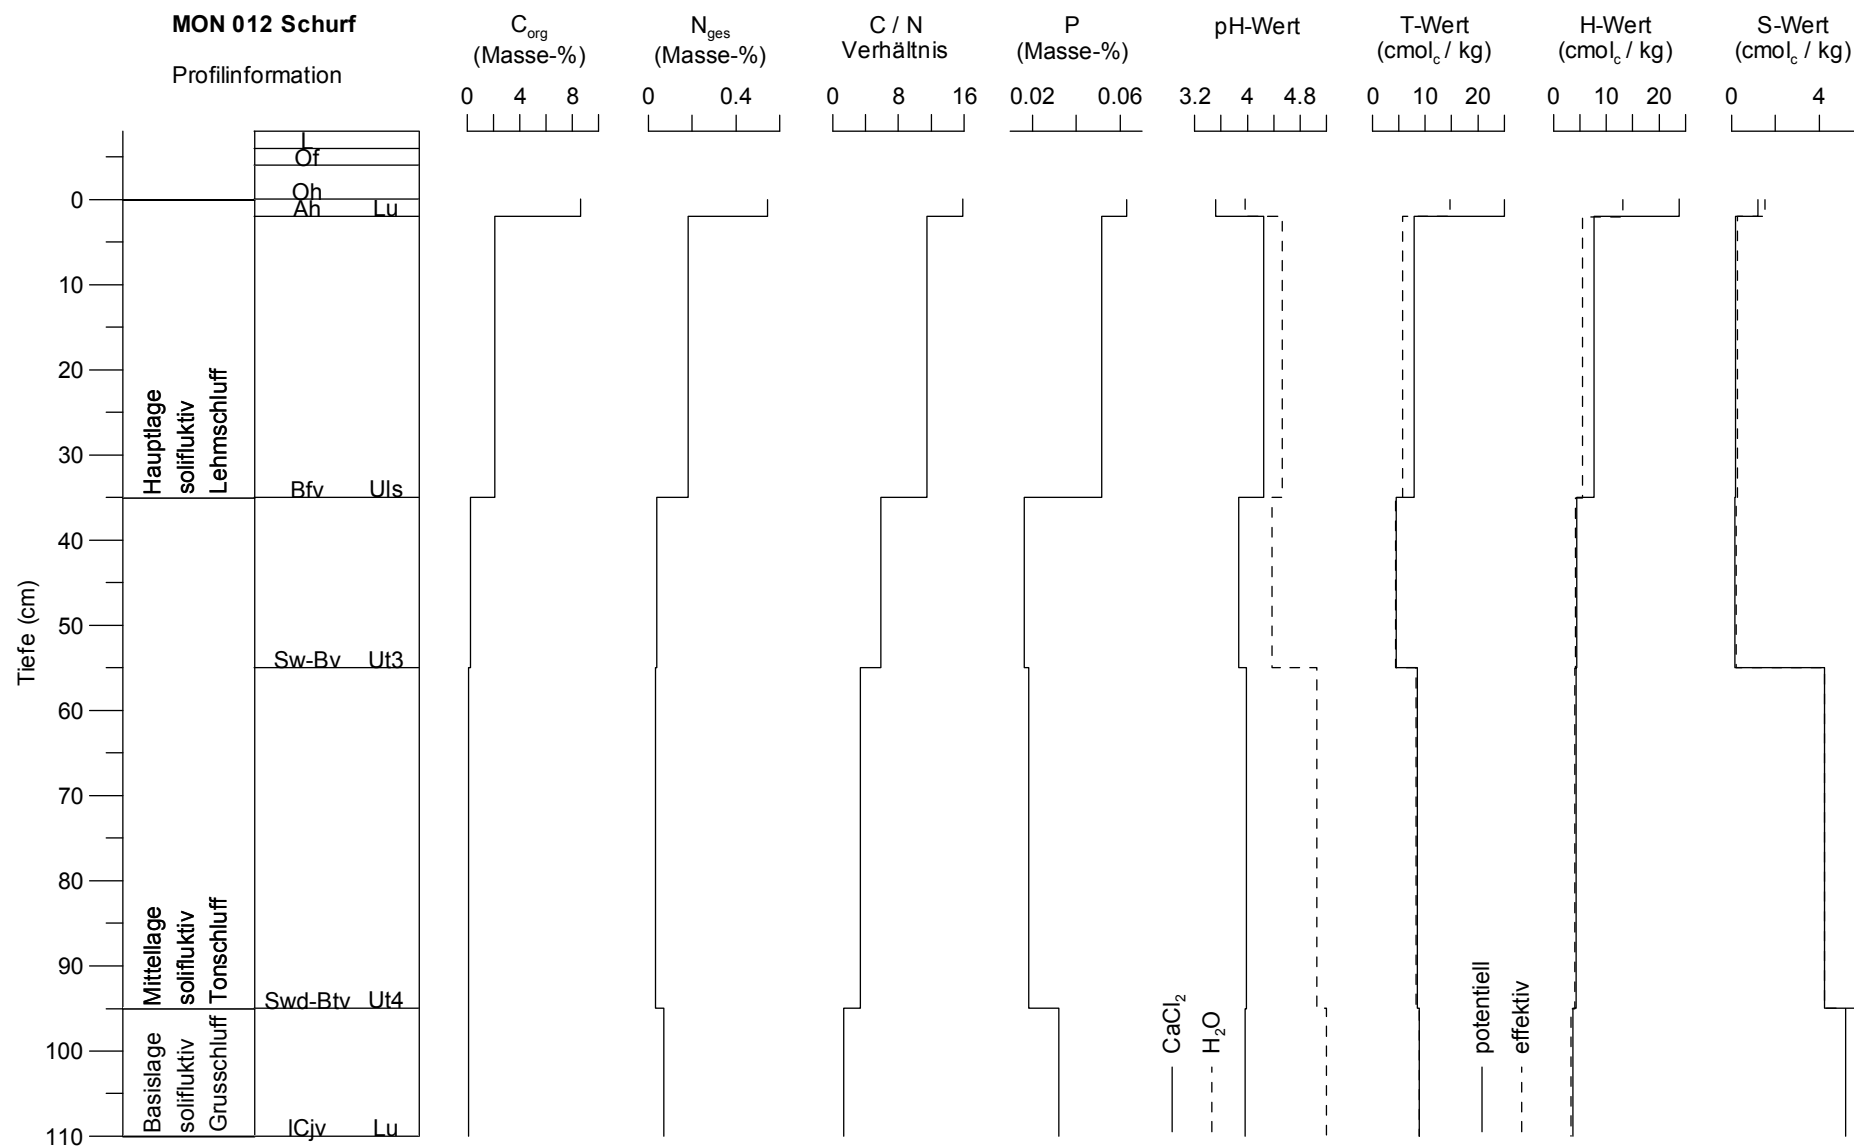 MON 012 Schurf
Profilinformation
C_org
(Masse-%)
N_ges
(Masse-%)
C / N
Verhältnis
P
(Masse-%)
pH-Wert
T-Wert
(cmol_c / kg)
H-Wert
(cmol_c / kg)
S-Wert
(cmol_c / kg)
0 4 8
0 0.4
0 8 16
0.02 0.06
3.2 4 4.8
0 10 20
0 10 20
0 4
L
Of
Oh
Ah Lu
Bfv Uls
Sw-Bv Ut3
Swd-Btv Ut4
lCjv Lu
Hauptlage
solifluktiv
Lehmschluff
Mittellage
solifluktiv
Tonschluff
Basislage
solifluktiv
Grusschluff
Tiefe (cm)
0
10
20
30
40
50
60
70
80
90
100
110
CaCl₂
H₂O
potentiell
effektiv